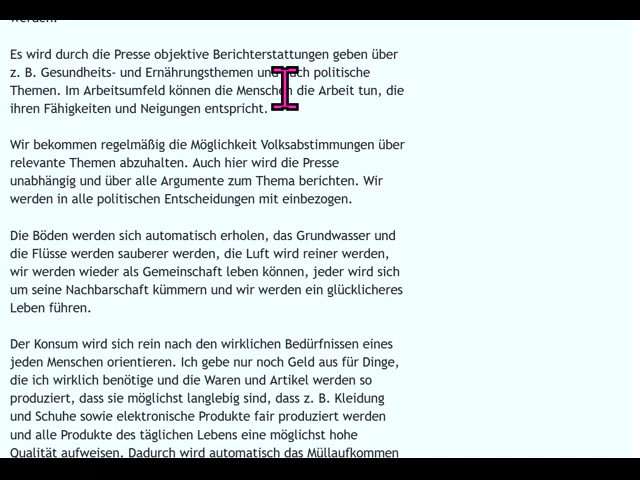 werden.
Es wird durch die Presse objektive Berichterstattungen geben über
z. B. Gesundheits- und Ernährungsthemen und auch politische
Themen. Im Arbeitsumfeld können die Menschen die Arbeit tun, die
ihren Fähigkeiten und Neigungen entspricht.
Wir bekommen regelmäßig die Möglichkeit Volksabstimmungen über
relevante Themen abzuhalten. Auch hier wird die Presse
unabhängig und über alle Argumente zum Thema berichten. Wir
werden in alle politischen Entscheidungen mit einbezogen.
Die Böden werden sich automatisch erholen, das Grundwasser und
die Flüsse werden sauberer werden, die Luft wird reiner werden,
wir werden wieder als Gemeinschaft leben können, jeder wird sich
um seine Nachbarschaft kümmern und wir werden ein glücklicheres
Leben führen.
Der Konsum wird sich rein nach den wirklichen Bedürfnissen eines
jeden Menschen orientieren. Ich gebe nur noch Geld aus für Dinge,
die ich wirklich benötige und die Waren und Artikel werden so
produziert, dass sie möglichst langlebig sind, dass z. B. Kleidung
und Schuhe sowie elektronische Produkte fair produziert werden
und alle Produkte des täglichen Lebens eine möglichst hohe
Qualität aufweisen. Dadurch wird automatisch das Müllaufkommen